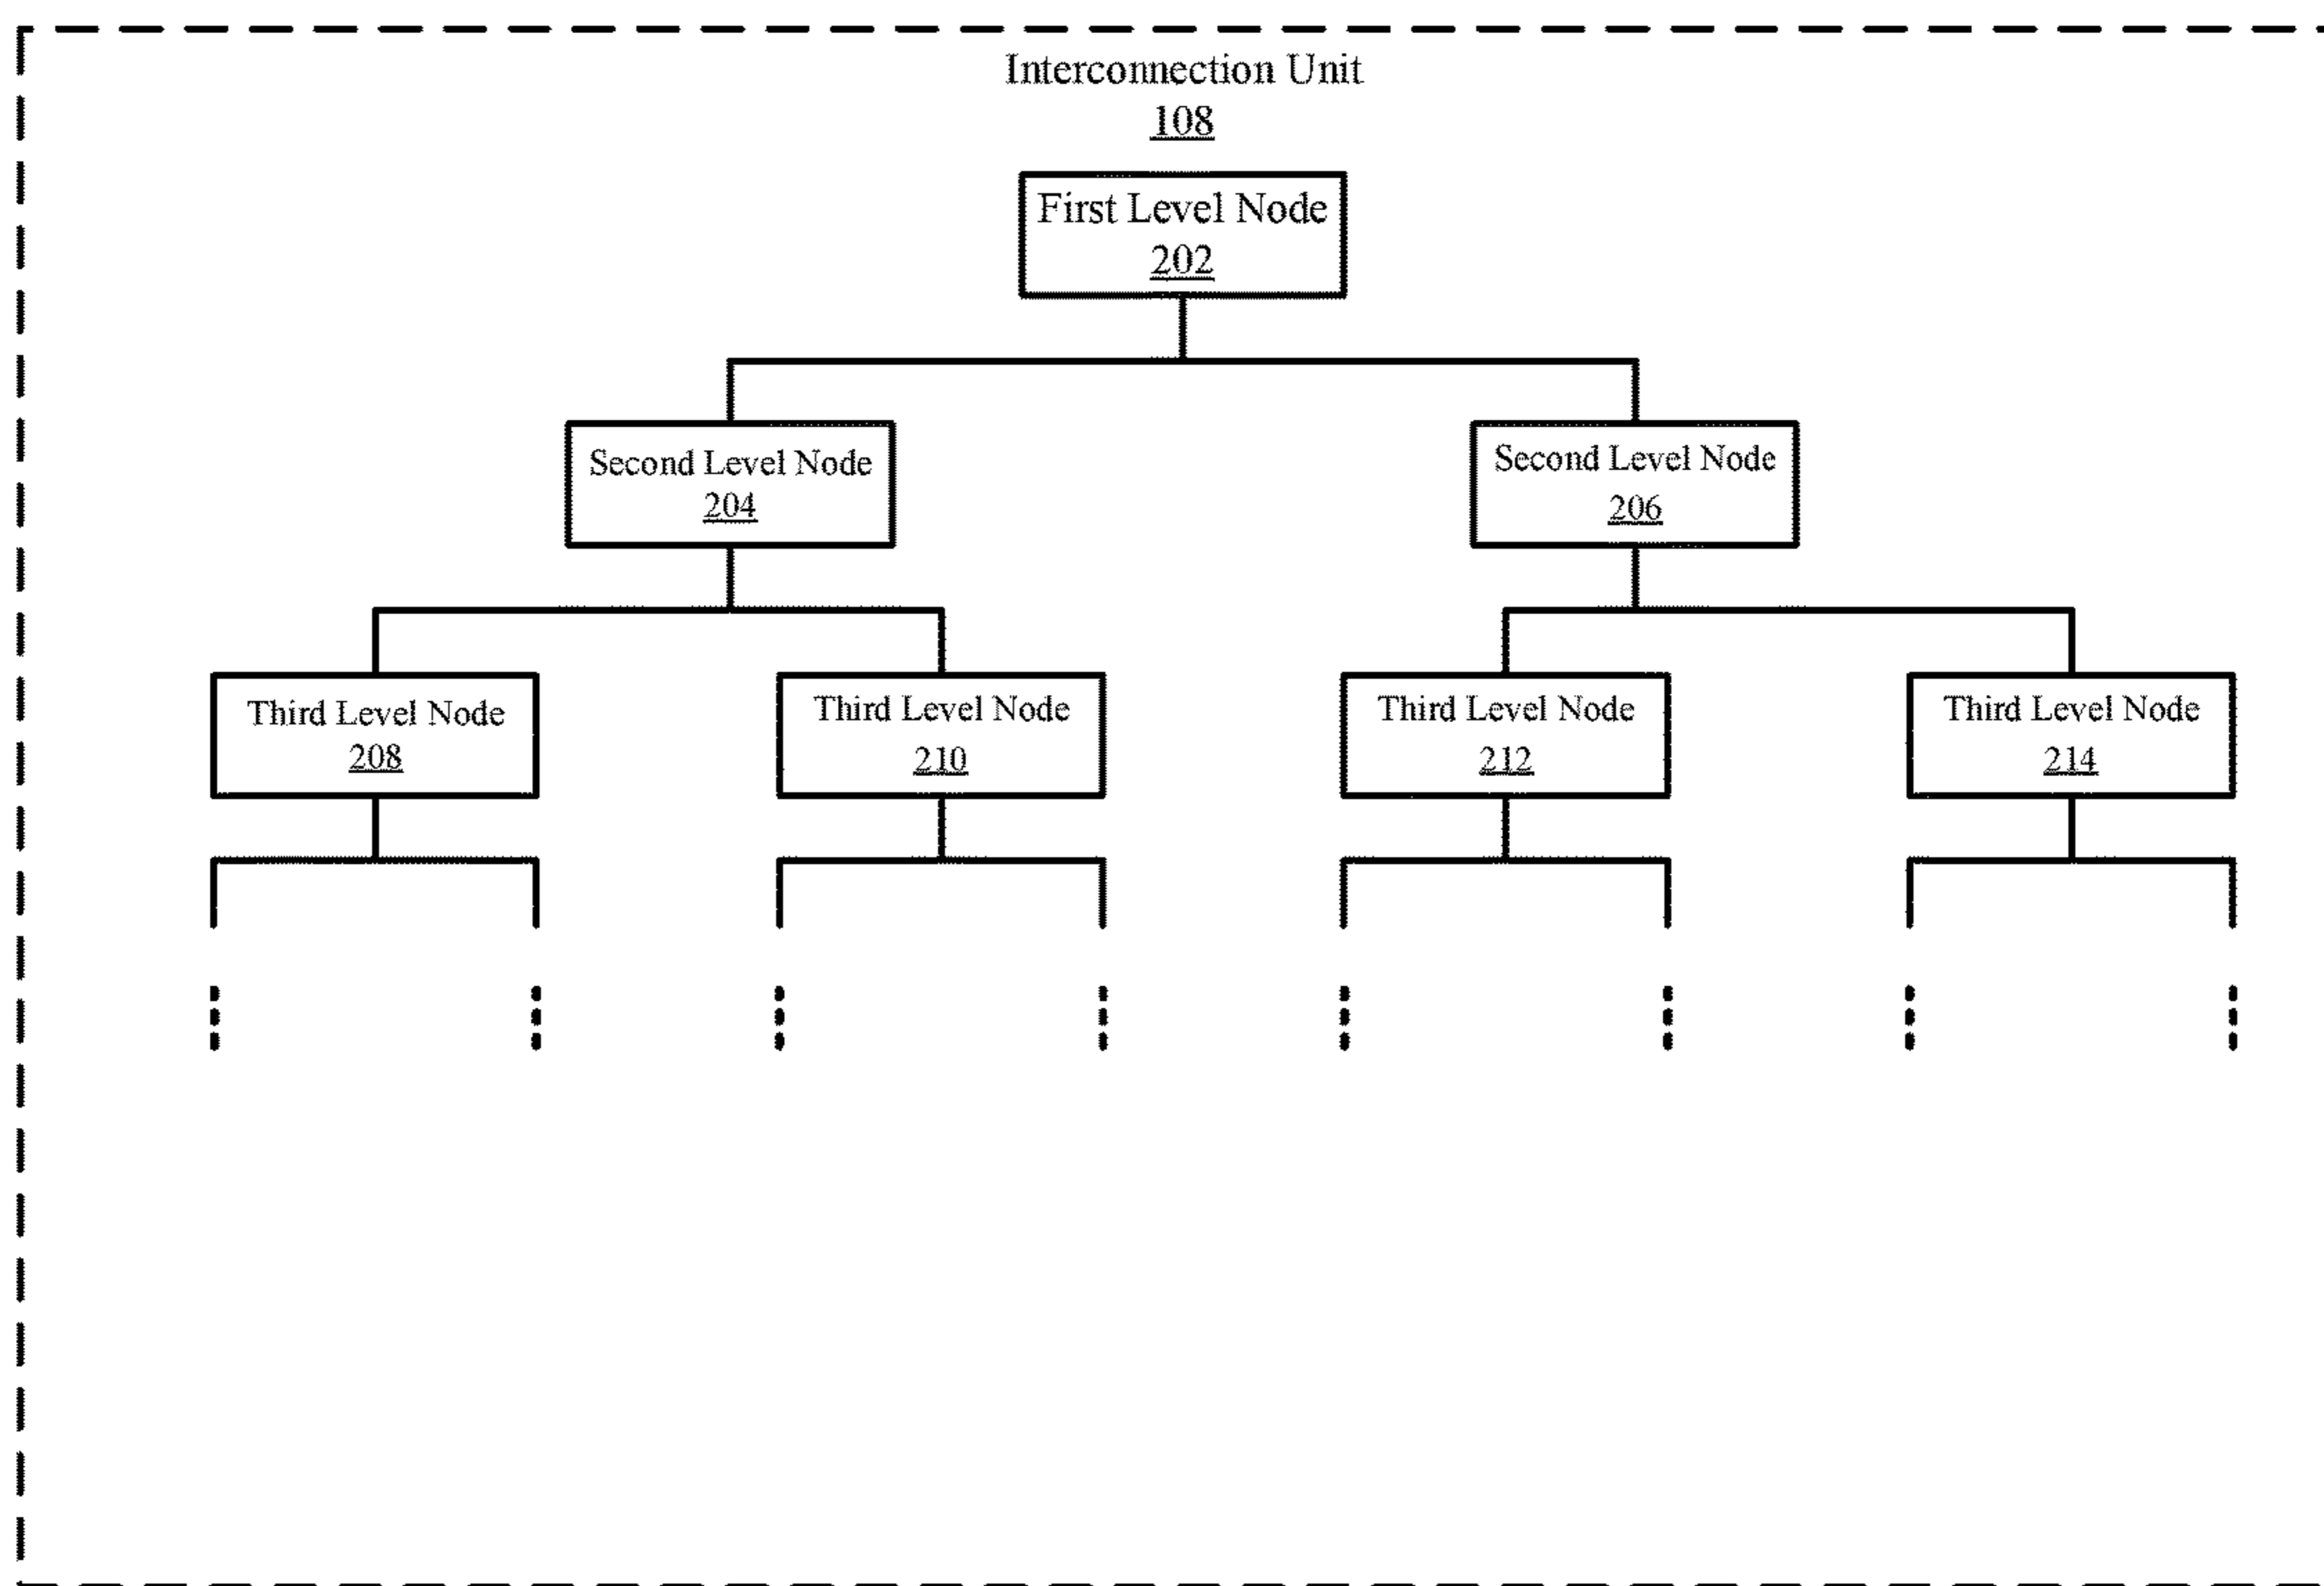 Interconnection Unit
108
First Level Node
202
Second Level Node
204
Second Level Node
206
Third Level Node
208
Third Level Node
210
Third Level Node
212
Third Level Node
214